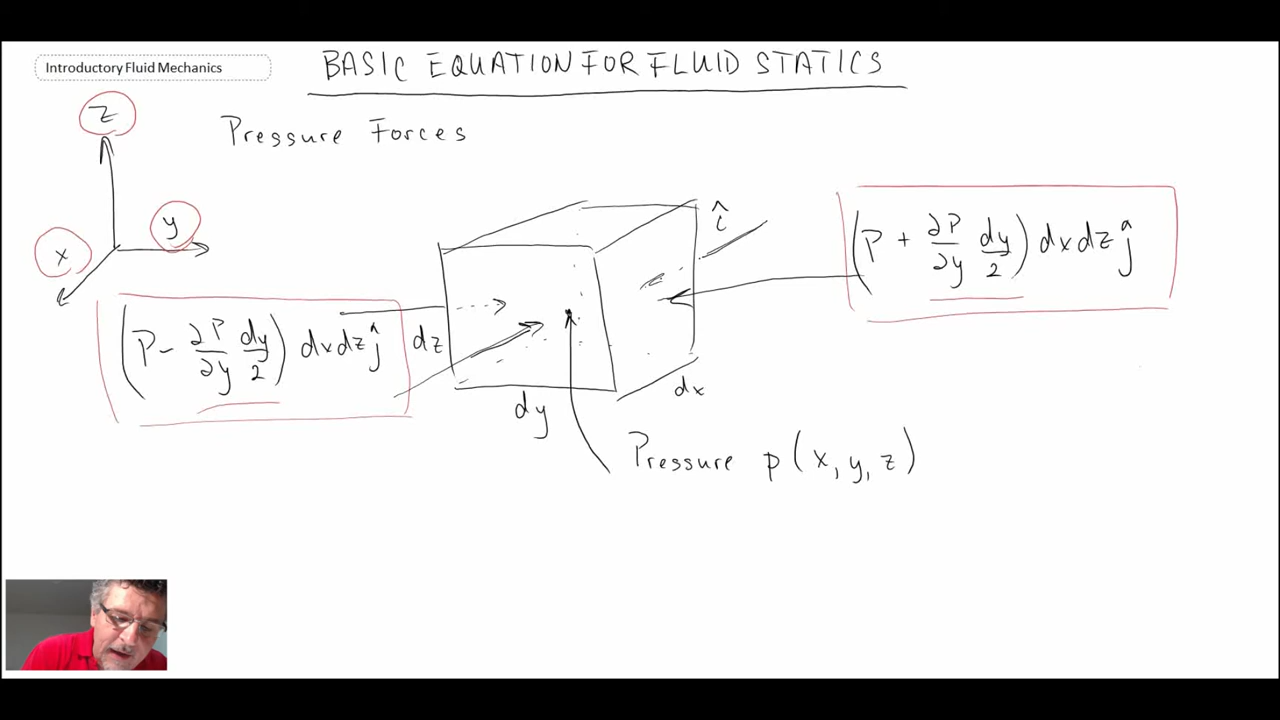 Introductory Fluid Mechanics
BASIC EQUATION FOR FLUID STATICS
z
Pressure Forces
y
x
î
(P + ∂P/∂y dy/2) dx dz ĵ
(P − ∂P/∂y dy/2) dx dz ĵ
dz
dx
dy
Pressure p(x, y, z)